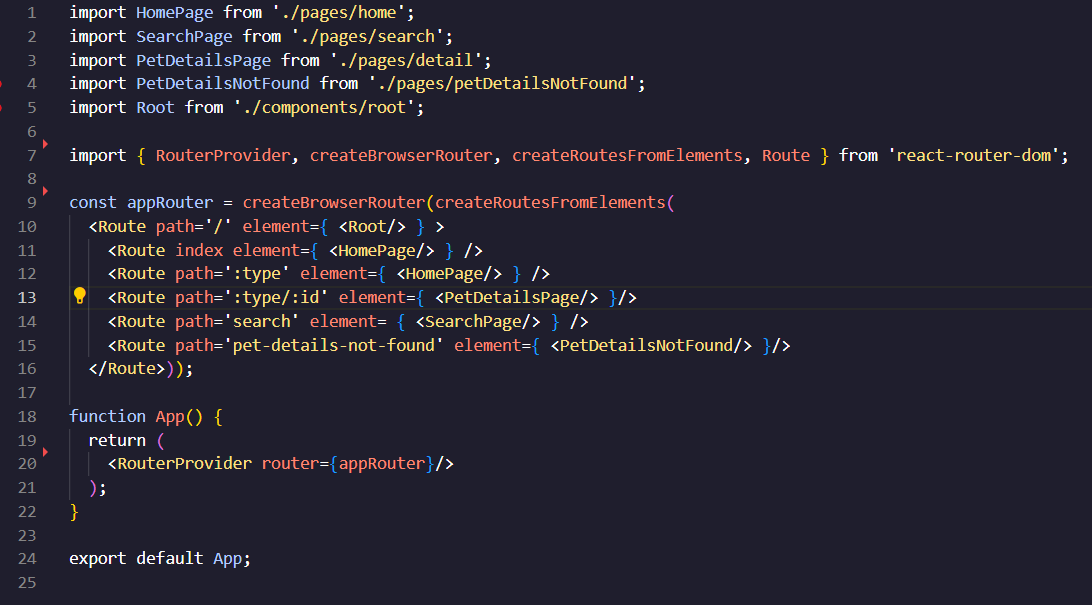 1 import HomePage from './pages/home';
2 import SearchPage from './pages/search';
3 import PetDetailsPage from './pages/detail';
4 import PetDetailsNotFound from './pages/petDetailsNotFound';
5 import Root from './components/root';
6
7 import { RouterProvider, createBrowserRouter, createRoutesFromElements, Route } from 'react-router-dom';
8
9 const appRouter = createBrowserRouter(createRoutesFromElements(
10   <Route path='/' element={ <Root/> } >
11     <Route index element={ <HomePage/> } />
12     <Route path=':type' element={ <HomePage/> } />
13     <Route path=':type/:id' element={ <PetDetailsPage/> }/>
14     <Route path='search' element= { <SearchPage/> } />
15     <Route path='pet-details-not-found' element={ <PetDetailsNotFound/> }/>
16   </Route>));
17
18 function App() {
19   return (
20     <RouterProvider router={appRouter}/>
21   );
22 }
23
24 export default App;
25